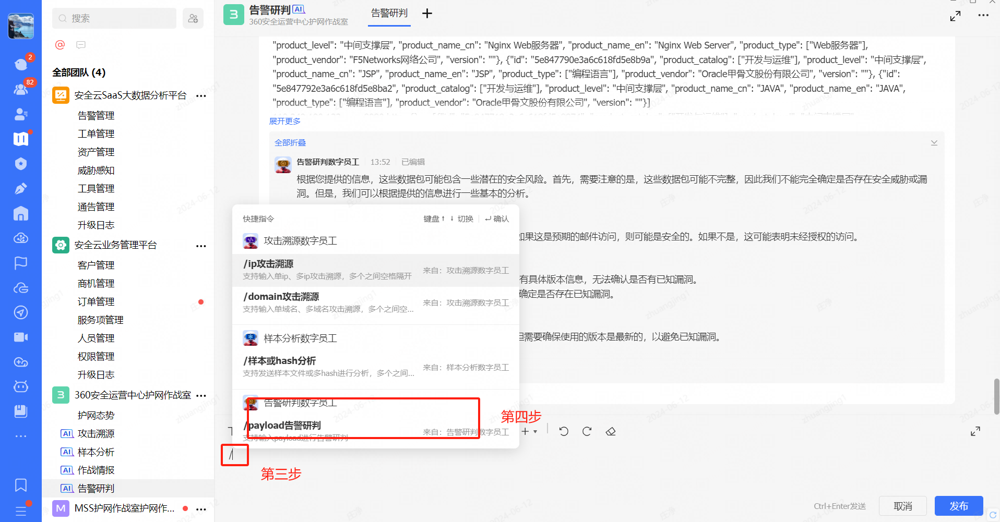 搜索
2
82
@
全部团队 (4)
安全云SaaS大数据分析平台
告警管理
工单管理
资产管理
威胁感知
工具管理
通告管理
升级日志
安全云业务管理平台
客户管理
商机管理
订单管理
服务项管理
人员管理
权限管理
升级日志
3 360安全运营中心护网作战室
护网态势
AI 攻击溯源
AI 样本分析
AI 作战情报
AI 告警研判
M MSS护网作战室护网作...
3 告警研判 AI
360安全运营中心护网作战室
告警研判
"product_level": "中间支撑层", "product_name_cn": "Nginx Web服务器", "product_name_en": "Nginx Web Server", "product_type": ["Web服务器"],
"product_vendor": "F5Networks网络公司", "version": ""}, {"id": "5e847790e3a6c618fd5e8b9a", "product_catalog": ["开发与运维"], "product_level": "中间支撑层",
"product_name_cn": "JSP", "product_name_en": "JSP", "product_type": ["编程语言"], "product_vendor": "Oracle甲骨文股份有限公司", "version": ""}, {"id":
"5e847792e3a6c618fd5e8ba2", "product_catalog": ["开发与运维"], "product_level": "中间支撑层", "product_name_cn": "JAVA", "product_name_en": "JAVA",
"product_type": ["编程语言"], "product_vendor": "Oracle甲骨文股份有限公司", "version": ""}]
展开更多
全部折叠
告警研判数字员工 13:52 已编辑
根据您提供的信息，这些数据包可能包含一些潜在的安全风险。首先，需要注意的是，这些数据包可能不完整，因此我们不能完全确定是否存在安全威胁或漏
洞。但是，我们可以根据提供的信息进行一些基本的分析。
如果这是预期的邮件访问，则可能是安全的。如果不是，这可能表明未经授权的访问。
有具体版本信息，无法确认是否有已知漏洞。
确定是否存在已知漏洞。
但需要确保使用的版本是最新的，以避免已知漏洞。
快捷指令 键盘↑ ↓ 切换 ↵确认
攻击溯源数字员工
/ip攻击溯源
支持输入单ip、多ip攻击溯源，多个之间空格隔开
来自：攻击溯源数字员工
/domain攻击溯源
支持输入单域名、多域名攻击溯源，多个之间空...
来自：攻击溯源数字员工
样本分析数字员工
/样本或hash分析
支持发送样本文件或多hash进行分析，多个之间...
来自：样本分析数字员工
告警研判数字员工
/payload告警研判
支持输入payload进行告警研判
来自：告警研判数字员工
第四步
/
第三步
Ctrl+Enter发送
取消
发布